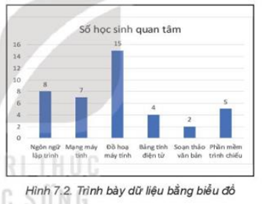 Số học sinh quan tâm
16
14
12
10
8
6
4
2
0
8
7
15
4
2
5
Ngôn ngữ lập trình
Mạng máy tính
Đồ hoạ máy tính
Bảng tính điện tử
Soạn thảo văn bản
Phần mềm trình chiếu
Hình 7.2. Trình bày dữ liệu bằng biểu đồ